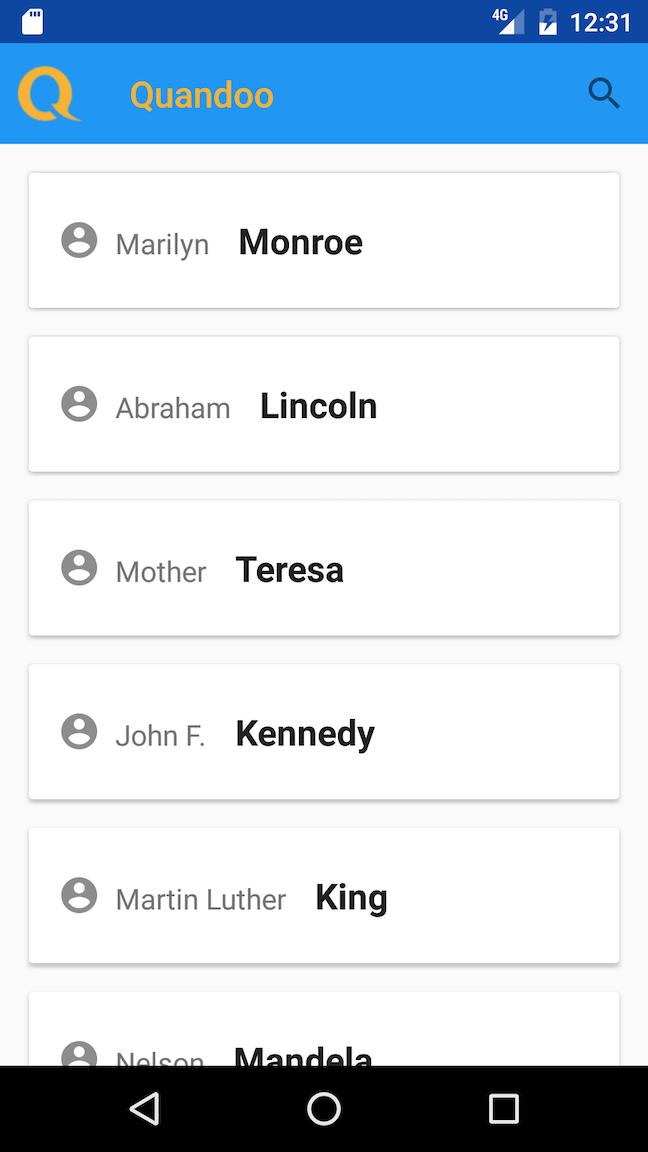 4G 12:31
Quandoo
Marilyn Monroe
Abraham Lincoln
Mother Teresa
John F. Kennedy
Martin Luther King
Nelson Mandela